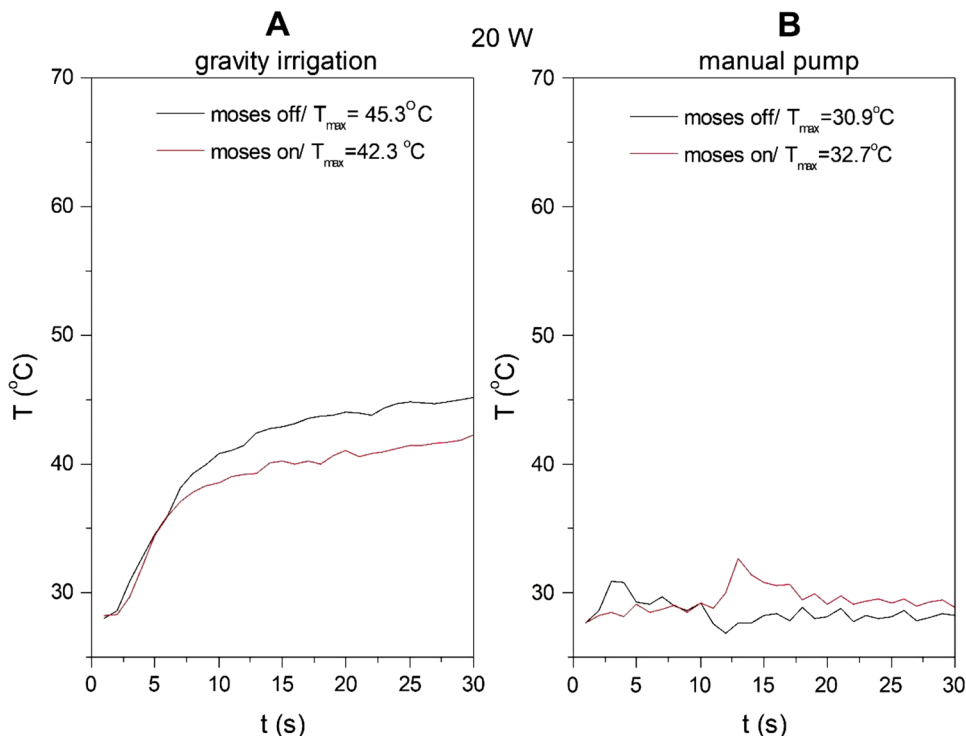 A
B
20 W
gravity irrigation
manual pump
moses off/ Tmax= 45.3°C
moses on/ Tmax=42.3 °C
moses off/ Tmax=30.9°C
moses on/ Tmax=32.7°C
70
60
50
40
30
T (°C)
0 5 10 15 20 25 30
t (s)
70
60
50
40
30
T (°C)
0 5 10 15 20 25 30
t (s)